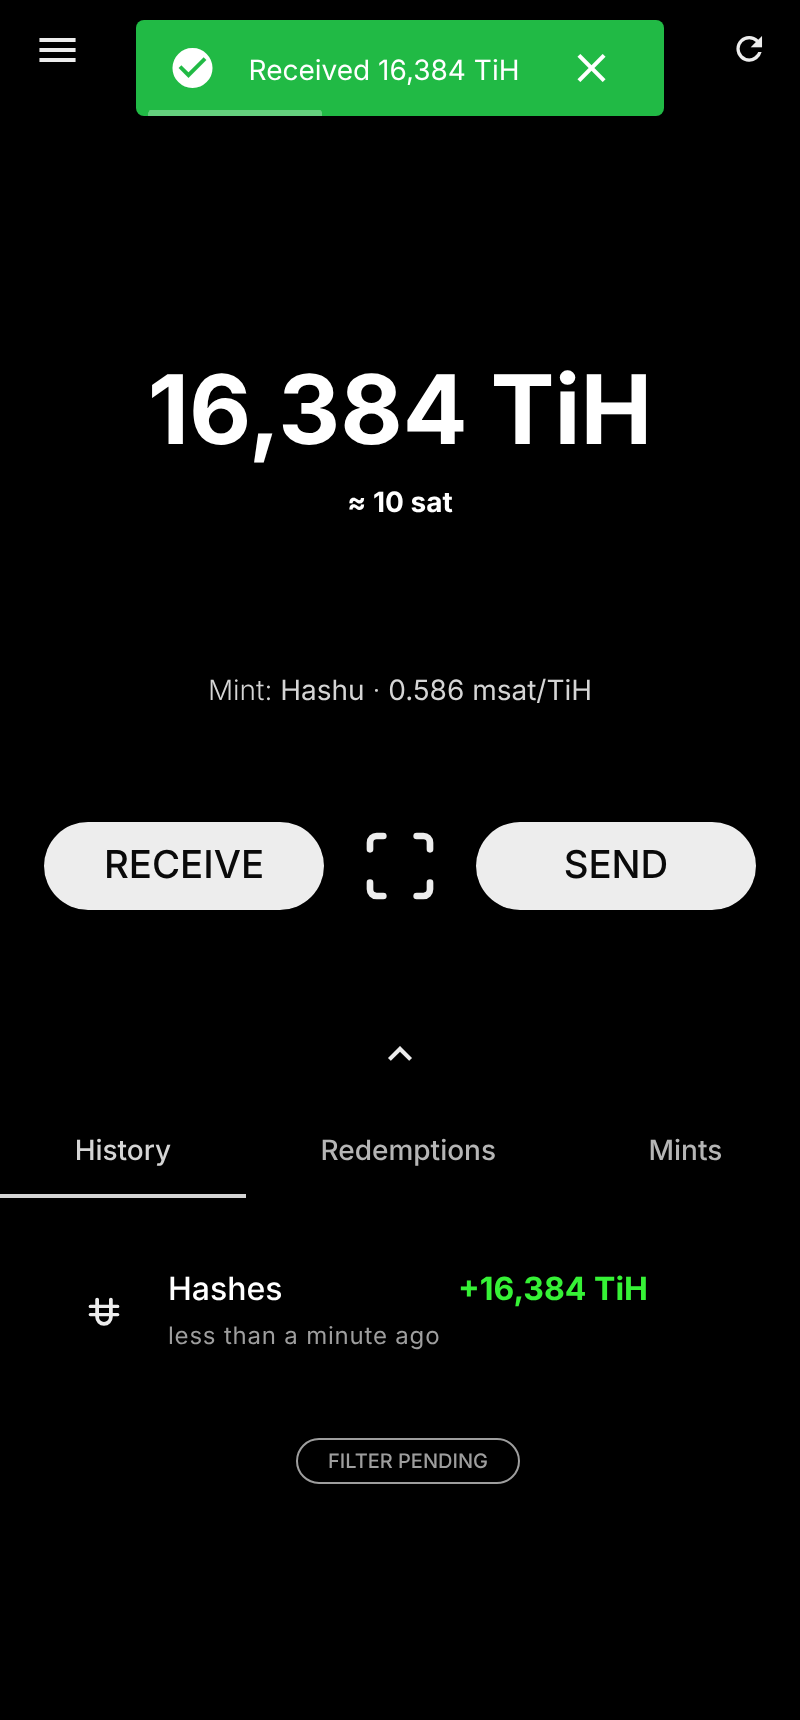 Received 16,384 TiH
16,384 TiH
≈ 10 sat
Mint: Hashu · 0.586 msat/TiH
RECEIVE
SEND
History
Redemptions
Mints
Hashes
+16,384 TiH
less than a minute ago
FILTER PENDING